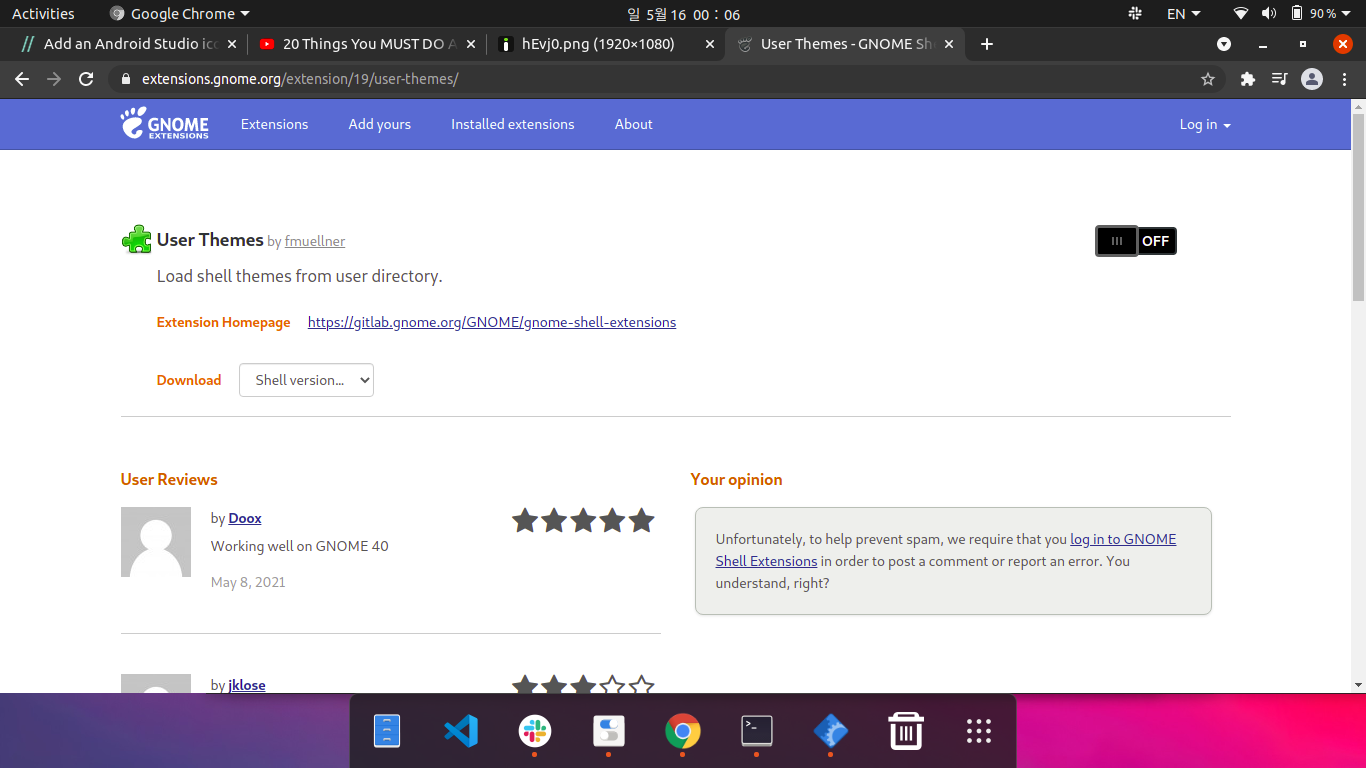 Activities
Google Chrome
일 5월 16 00：06
EN
90 %
Add an Android Studio ico
20 Things You MUST DO A
hEvj0.png (1920×1080)
User Themes - GNOME She
extensions.gnome.org/extension/19/user-themes/
GNOME
EXTENSIONS
Extensions
Add yours
Installed extensions
About
Log in
User Themes by fmuellner
OFF
Load shell themes from user directory.
Extension Homepage https://gitlab.gnome.org/GNOME/gnome-shell-extensions
Download Shell version...
User Reviews
by Doox
Working well on GNOME 40
May 8, 2021
by jklose
Your opinion
Unfortunately, to help prevent spam, we require that you log in to GNOME
Shell Extensions in order to post a comment or report an error. You
understand, right?